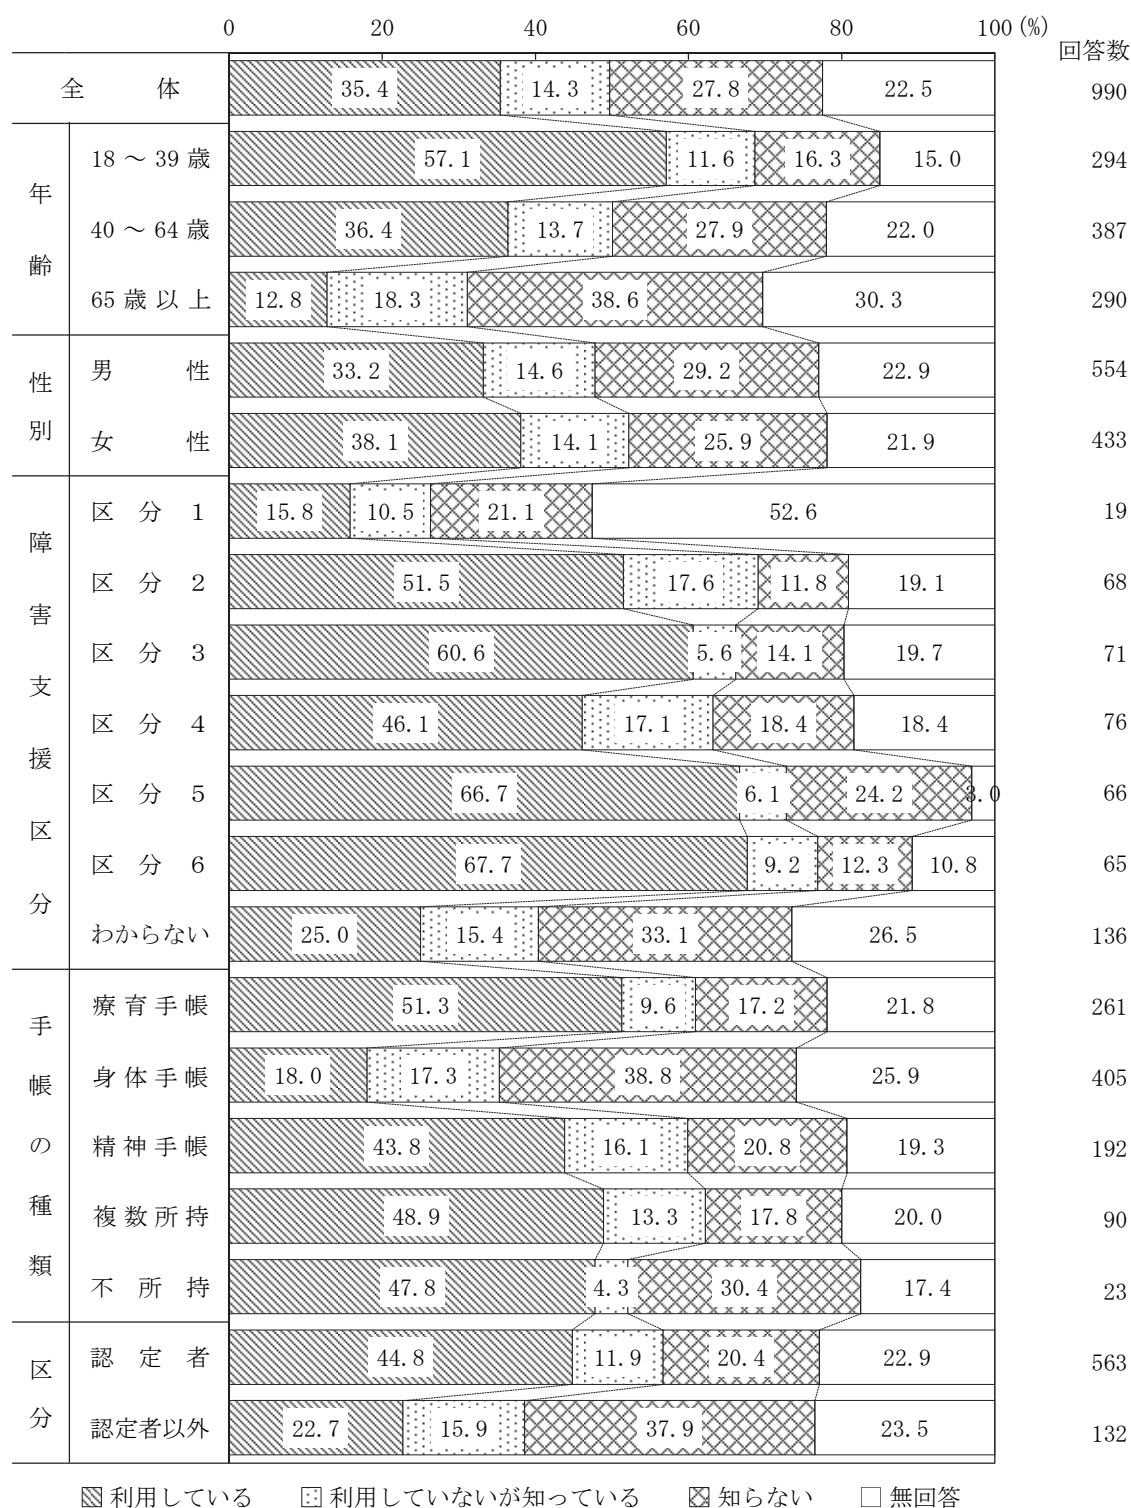 0 20 40 60 80 100 (%)
回答数
全体 35.4 14.3 27.8 22.5 990
年齢
18～39歳 57.1 11.6 16.3 15.0 294
40～64歳 36.4 13.7 27.9 22.0 387
65歳以上 12.8 18.3 38.6 30.3 290
性別
男性 33.2 14.6 29.2 22.9 554
女性 38.1 14.1 25.9 21.9 433
障害支援区分
区分1 15.8 10.5 21.1 52.6 19
区分2 51.5 17.6 11.8 19.1 68
区分3 60.6 5.6 14.1 19.7 71
区分4 46.1 17.1 18.4 18.4 76
区分5 66.7 6.1 24.2 3.0 66
区分6 67.7 9.2 12.3 10.8 65
わからない 25.0 15.4 33.1 26.5 136
手帳の種類
療育手帳 51.3 9.6 17.2 21.8 261
身体手帳 18.0 17.3 38.8 25.9 405
精神手帳 43.8 16.1 20.8 19.3 192
複数所持 48.9 13.3 17.8 20.0 90
不所持 47.8 4.3 30.4 17.4 23
区分
認定者 44.8 11.9 20.4 22.9 563
認定者以外 22.7 15.9 37.9 23.5 132
利用している 利用していないが知っている 知らない 無回答